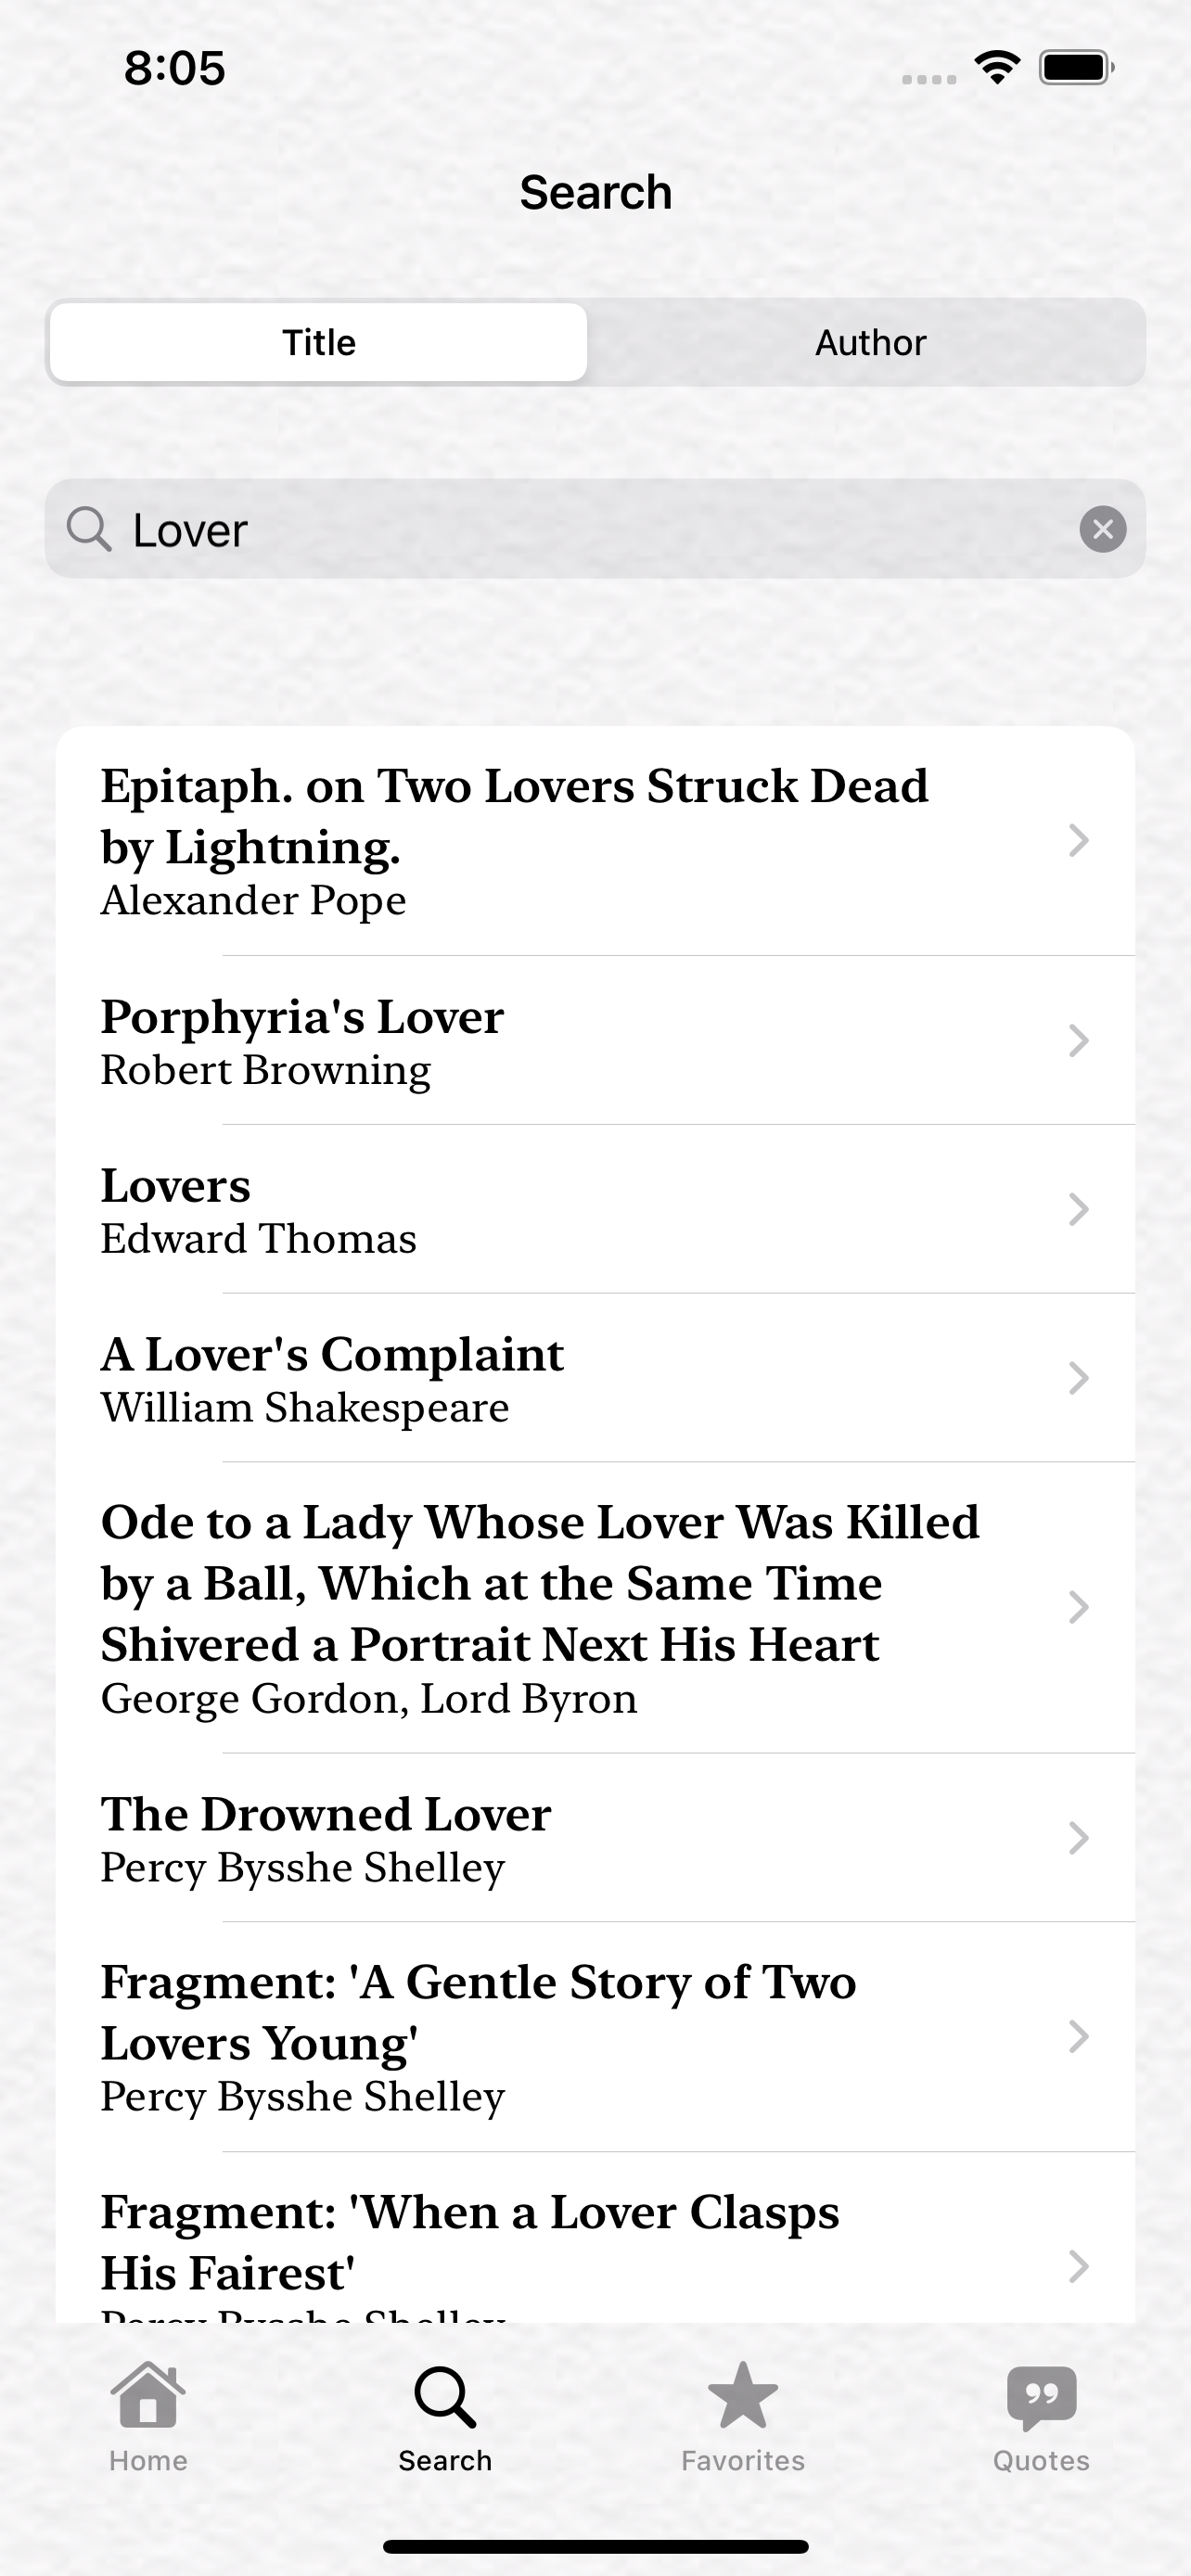 8:05
Search
Title
Author
Lover
Epitaph. on Two Lovers Struck Dead
by Lightning.
Alexander Pope
Porphyria's Lover
Robert Browning
Lovers
Edward Thomas
A Lover's Complaint
William Shakespeare
Ode to a Lady Whose Lover Was Killed
by a Ball, Which at the Same Time
Shivered a Portrait Next His Heart
George Gordon, Lord Byron
The Drowned Lover
Percy Bysshe Shelley
Fragment: 'A Gentle Story of Two
Lovers Young'
Percy Bysshe Shelley
Fragment: 'When a Lover Clasps
His Fairest'
Percy Bysshe Shelley
Home
Search
Favorites
Quotes